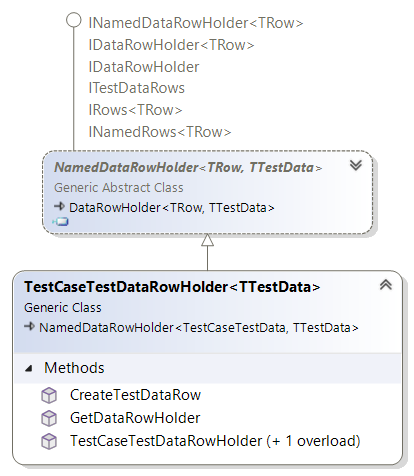 INamedDataRowHolder<TRow>
IDataRowHolder<TRow>
IDataRowHolder
ITestDataRows
IRows<TRow>
INamedRows<TRow>
NamedDataRowHolder<TRow, TTestData>
Generic Abstract Class
DataRowHolder<TRow, TTestData>
TestCaseTestDataRowHolder<TTestData>
Generic Class
NamedDataRowHolder<TestCaseTestData, TTestData>
Methods
CreateTestDataRow
GetDataRowHolder
TestCaseTestDataRowHolder (+ 1 overload)